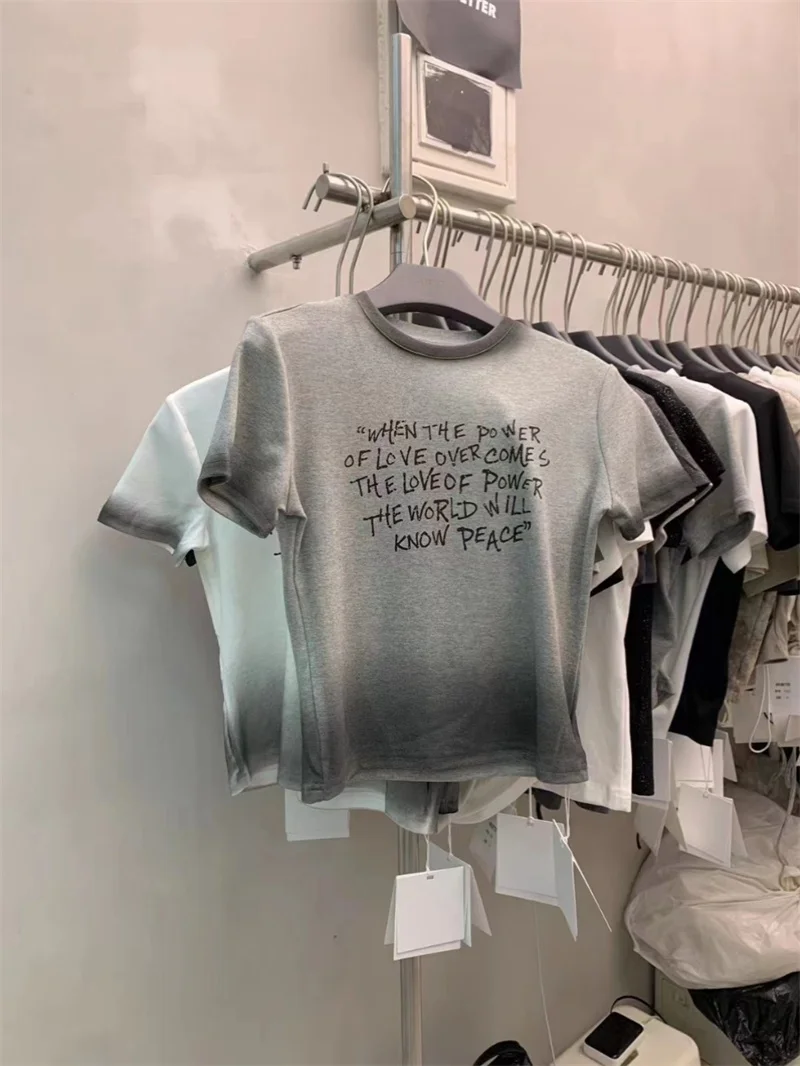 “WHEN THE POWER
OF LOVE OVERCOMES
THE LOVE OF POWER
THE WORLD WILL
KNOW PEACE”